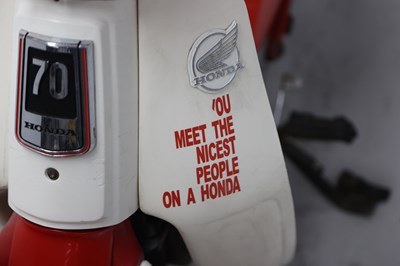 70
HONDA
HONDA
'OU
MEET THE
NICEST
PEOPLE
ON A HONDA